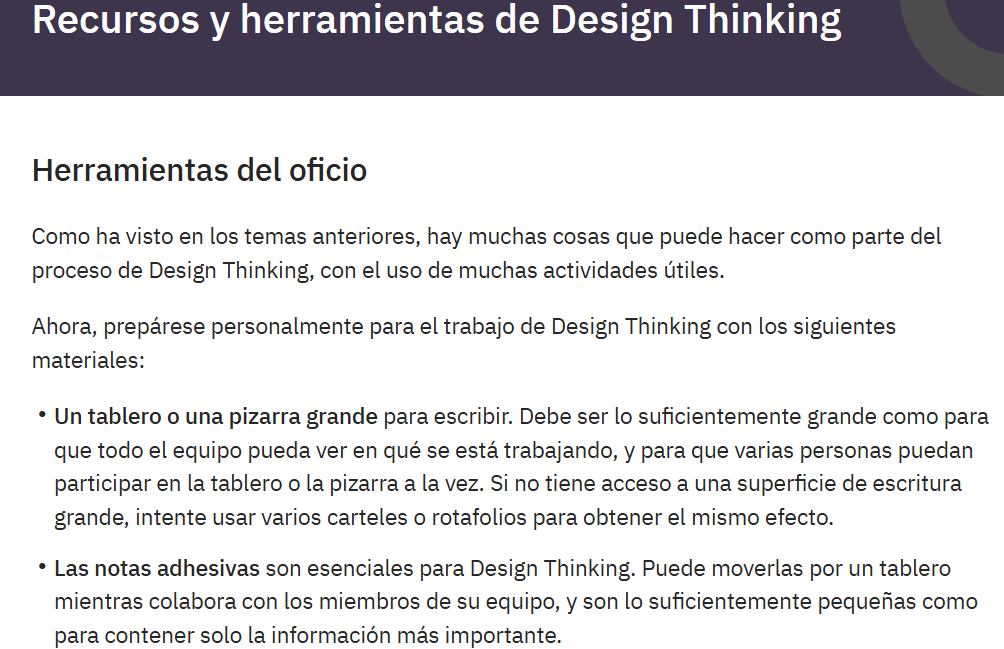 Recursos y herramientas de Design Thinking
Herramientas del oficio
Como ha visto en los temas anteriores, hay muchas cosas que puede hacer como parte del
proceso de Design Thinking, con el uso de muchas actividades útiles.
Ahora, prepárese personalmente para el trabajo de Design Thinking con los siguientes
materiales:
• Un tablero o una pizarra grande para escribir. Debe ser lo suficientemente grande como para
que todo el equipo pueda ver en qué se está trabajando, y para que varias personas puedan
participar en la tablero o la pizarra a la vez. Si no tiene acceso a una superficie de escritura
grande, intente usar varios carteles o rotafolios para obtener el mismo efecto.
• Las notas adhesivas son esenciales para Design Thinking. Puede moverlas por un tablero
mientras colabora con los miembros de su equipo, y son lo suficientemente pequeñas como
para contener solo la información más importante.